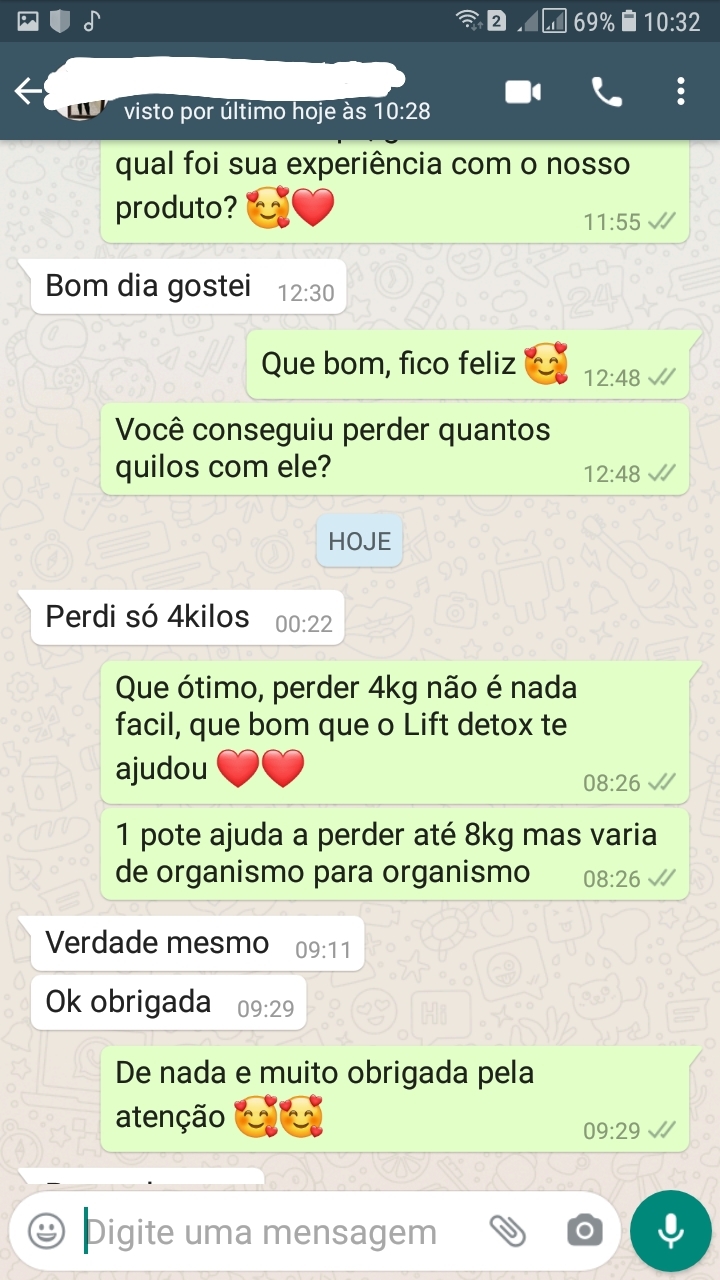 2
69%
10:32
visto por último hoje às 10:28
qual foi sua experiência com o nosso
produto? 🥰❤️
11:55
Bom dia gostei
12:30
Que bom, fico feliz 🥰
12:48
Você conseguiu perder quantos
quilos com ele?
12:48
HOJE
Perdi só 4kilos
00:22
Que ótimo, perder 4kg não é nada
facil, que bom que o Lift detox te
ajudou ❤️❤️
08:26
1 pote ajuda a perder até 8kg mas varia
de organismo para organismo
08:26
Verdade mesmo
09:11
Ok obrigada
09:29
De nada e muito obrigada pela
atenção 🥰🥰
09:29
Digite uma mensagem